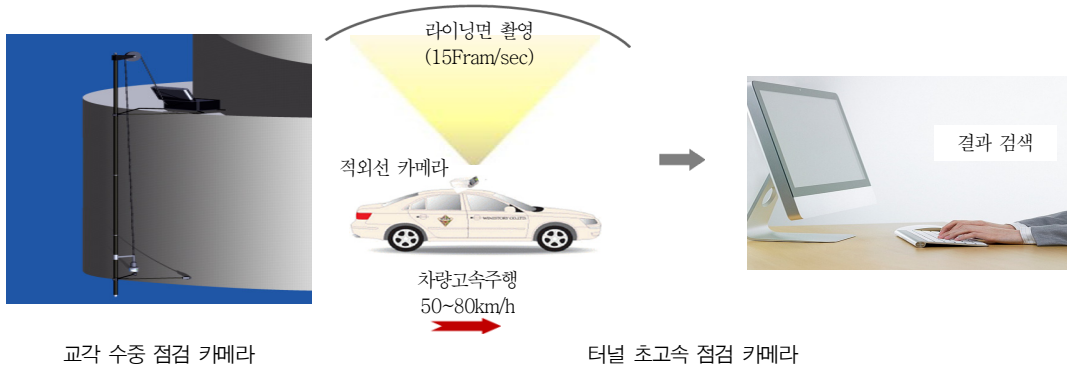 라이닝면 촬영
(15Fram/sec)
적외선 카메라
결과 검색
차량고속주행
50~80km/h
교각 수중 점검 카메라
터널 초고속 점검 카메라